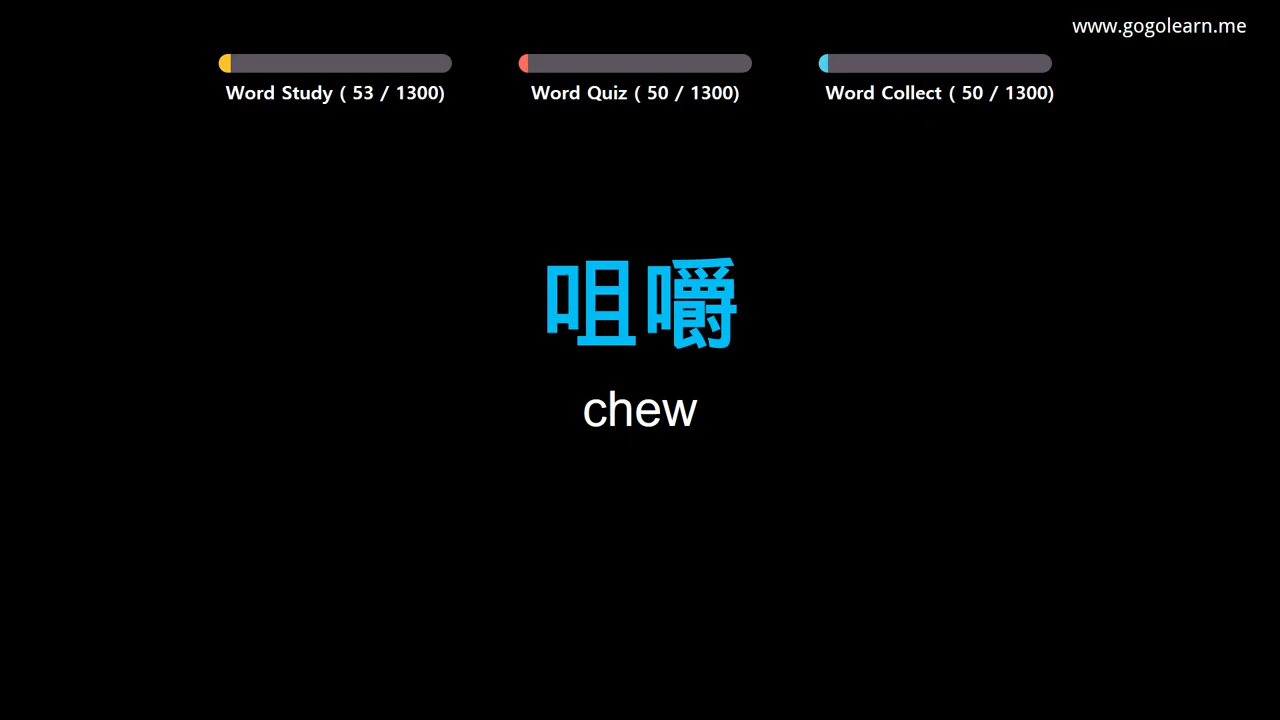 www.gogolearn.me
Word Study ( 53 / 1300)
Word Quiz ( 50 / 1300)
Word Collect ( 50 / 1300)
咀嚼
chew